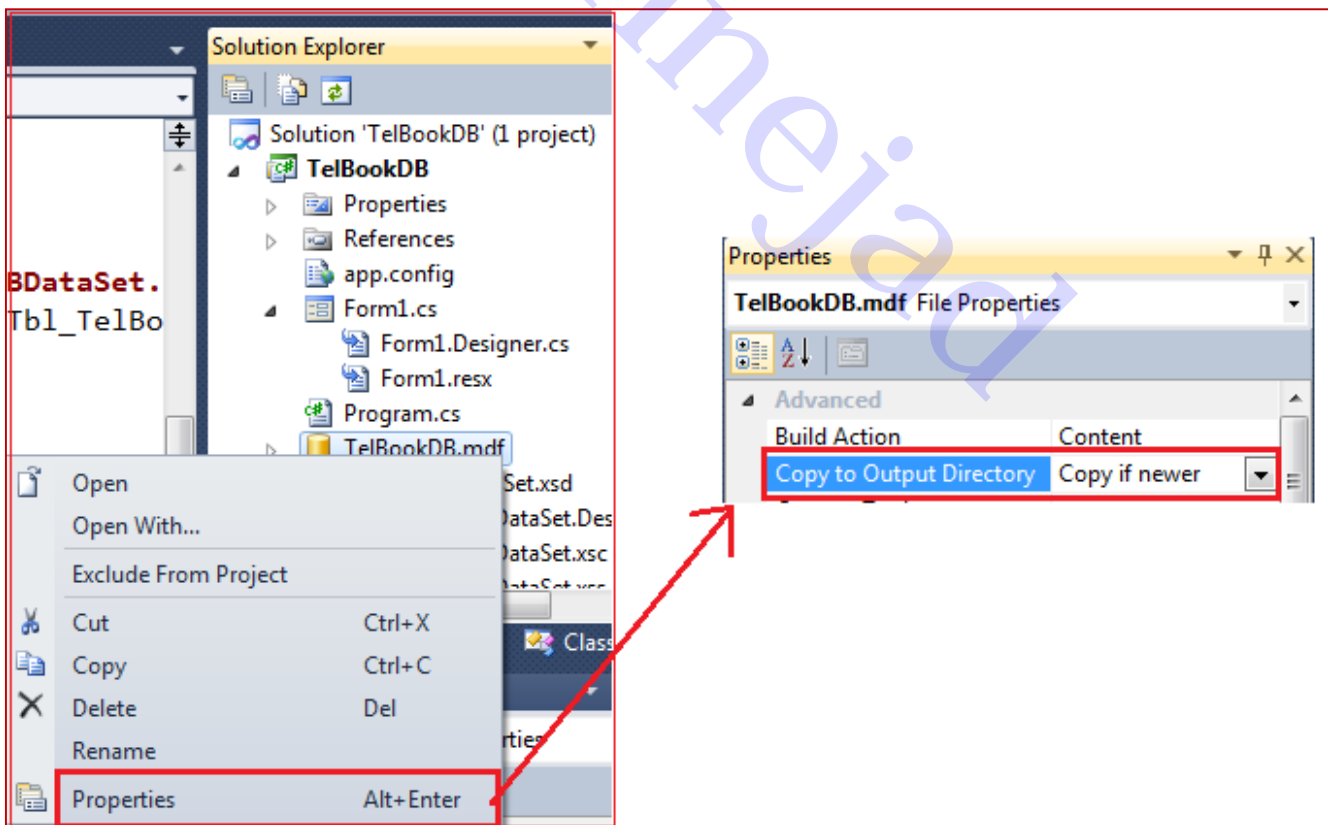 Solution Explorer
Solution 'TelBookDB' (1 project)
TelBookDB
Properties
References
app.config
BDataSet.
Form1.cs
Tbl_TelBo
Form1.Designer.cs
Form1.resx
Program.cs
TelBookDB.mdf
Set.xsd
DataSet.Des
DataSet.xsc
Open
Open With...
Exclude From Project
Cut Ctrl+X
Copy Ctrl+C
Delete Del
Rename
Properties Alt+Enter
Class
rties
Properties
TelBookDB.mdf File Properties
Advanced
Build Action Content
Copy to Output Directory Copy if newer
nejad